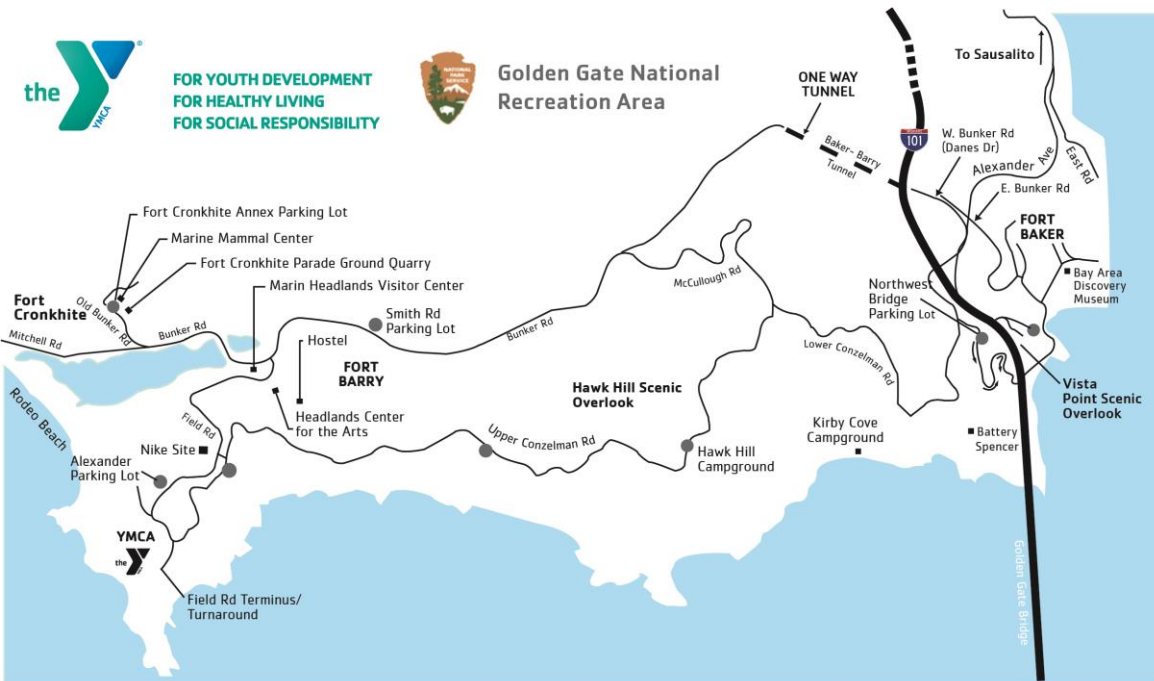 the
YMCA
®
FOR YOUTH DEVELOPMENT
FOR HEALTHY LIVING
FOR SOCIAL RESPONSIBILITY
NATIONAL
PARK
SERVICE
Golden Gate National
Recreation Area
ONE WAY
TUNNEL
Baker-Barry
Tunnel
101
To Sausalito
W. Bunker Rd
(Danes Dr)
Alexander Ave
East Rd
E. Bunker Rd
FORT
BAKER
Bay Area
Discovery
Museum
Northwest
Bridge
Parking Lot
Vista
Point Scenic
Overlook
Battery
Spencer
Golden Gate Bridge
Fort Cronkhite Annex Parking Lot
Marine Mammal Center
Fort Cronkhite Parade Ground Quarry
Marin Headlands Visitor Center
Fort
Cronkhite
Old Bunker Rd
Mitchell Rd
Bunker Rd
Smith Rd
Parking Lot
Hostel
FORT
BARRY
Bunker Rd
McCullough Rd
Lower Conzelman Rd
Hawk Hill Scenic
Overlook
Headlands Center
for the Arts
Rodeo Beach
Field Rd
Nike Site
Upper Conzelman Rd
Hawk Hill
Campground
Kirby Cove
Campground
Alexander
Parking Lot
YMCA
the
Field Rd Terminus/
Turnaround